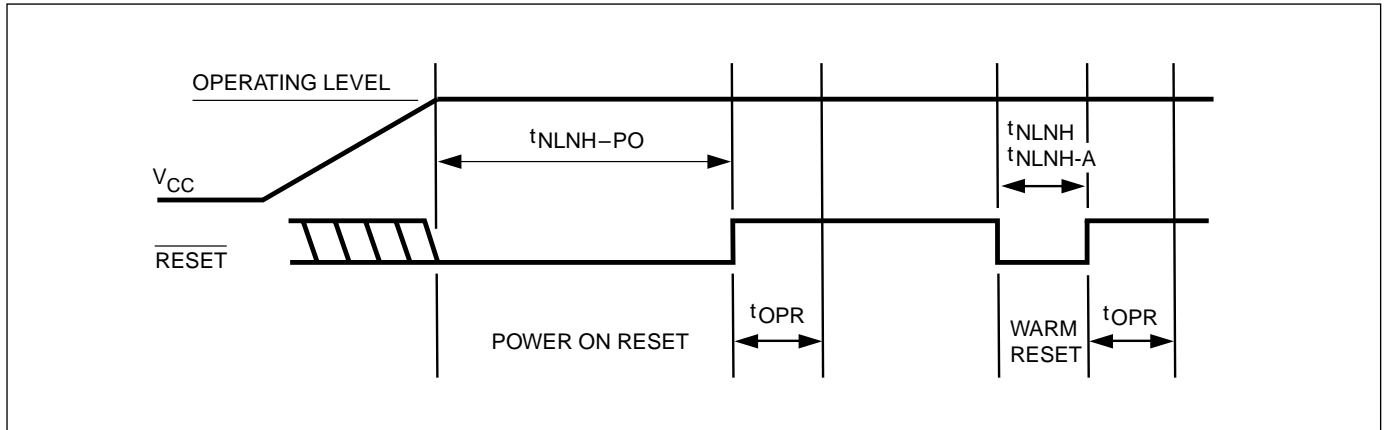 OPERATING LEVEL
tNLNH–PO
tNLNH
tNLNH-A
VCC
RESET
tOPR
POWER ON RESET
WARM
RESET
tOPR